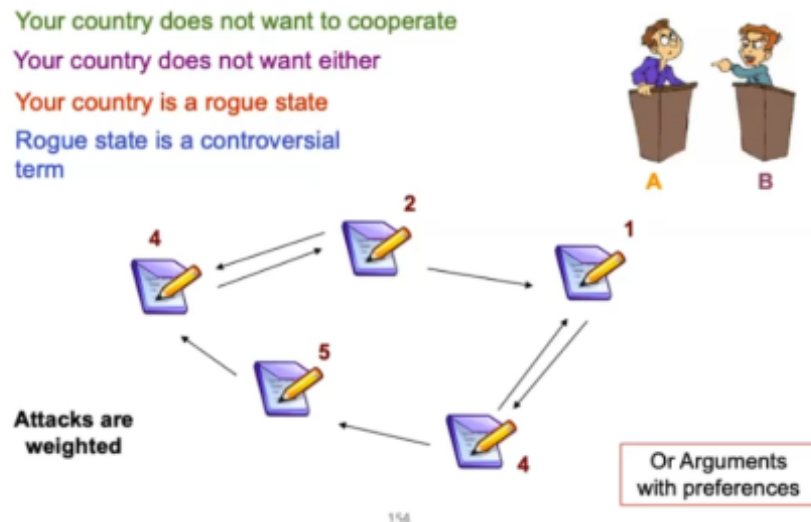 Your country does not want to cooperate
Your country does not want either
Your country is a rogue state
Rogue state is a controversial
term
A
B
2
4
1
5
Attacks are
weighted
4
Or Arguments
with preferences
154